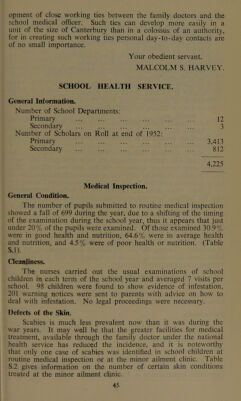 opment of close working ties between the family doctors and the
school medical officer. Such ties can develop more easily in a
unit of the size of Canterbury than in a colossus of an authority,
for in creating such working ties personal day-to-day contacts are
of no small importance.
Your obedient servant,
MALCOLM S. HARVEY.
SCHOOL HEALTH SERVICE.
General Information.
Number of School Departments:
Primary ... ... ... ... ... ... 12
Secondary ... ... ... ... ... ... 3
Number of Scholars on Roll at end of 1952:
Primary ... ... ... ... ... ... 3,413
Secondary ... ... ... ... ... ... 812
4,225
Medical Inspection.
General Condition.
The number of pupils submitted to routine medical inspection
showed a fall of 699 during the year, due to a shifting of the timing
of the examination during the school year, thus it appears that just
under 20% of the pupils were examined. Of those examined 30.9%
were in good health and nutrition, 64.6% were in average health
and nutrition, and 4.5% were of poor health or nutrition. (Table
S.1).
Cleanliness.
The nurses carried out the usual examinations of school
children in each term of the school year and averaged 7 visits per
school. 98 children were found to show evidence of infestation,
201 warning notices were sent to parents with advice on how to
deal with infestation. No legal proceedings were necessary.
Defects of the Skin.
Scabies is much less prevalent now than it was during the
war years. It may well be that the greater facilities for medical
treatment, available through the family doctor under the national
health service has reduced the incidence, and it is noteworthy
that only one case of scabies was identified in school children at
routine medical inspection or at the minor ailment clinic. Table
S.2 gives information on the number of certain skin conditions
treated at the minor ailment clinic.
45